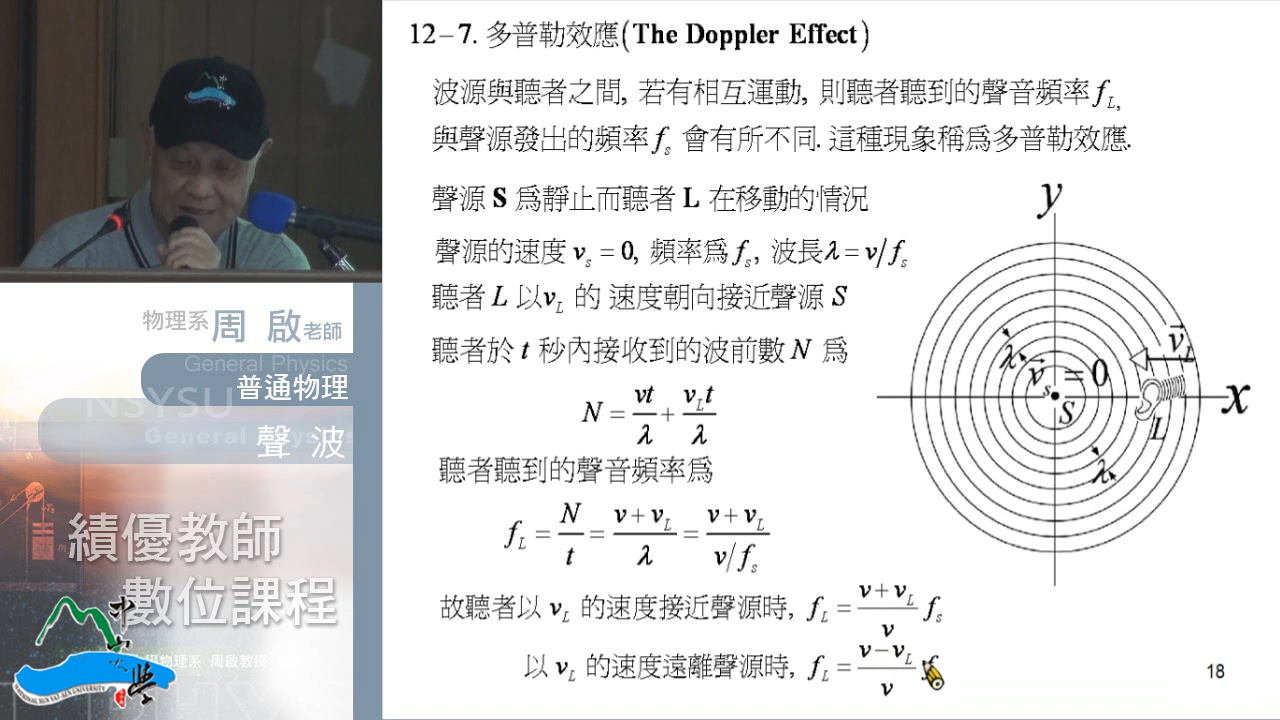 12-7. 多普勒效應(The Doppler Effect)
波源與聽者之間, 若有相互運動, 則聽者聽到的聲音頻率 f_L,
與聲源發出的頻率 f_s 會有所不同. 這種現象稱為多普勒效應.
聲源 S 為靜止而聽者 L 在移動的情況
聲源的速度 v_s = 0, 頻率為 f_s, 波長 λ = v/f_s
聽者 L 以 v_L 的 速度朝向接近聲源 S
聽者於 t 秒內接收到的波前數 N 為
N = vt/λ + v_L t/λ
聽者聽到的聲音頻率為
f_L = N/t = (v + v_L)/λ = (v + v_L)/(v/f_s)
故聽者以 v_L 的速度接近聲源時, f_L = (v + v_L)/v f_s
以 v_L 的速度遠離聲源時, f_L = (v − v_L)/v f
y
x
λ
v_s = 0
S
v_L
L
λ
18
物理系 周 啟 老師
General Physics
普通物理
NSYSU
General Physics
聲 波
績優教師
數位課程
物理系 周啟教授
中山大學
NATIONAL SUN YAT-SEN UNIVERSITY